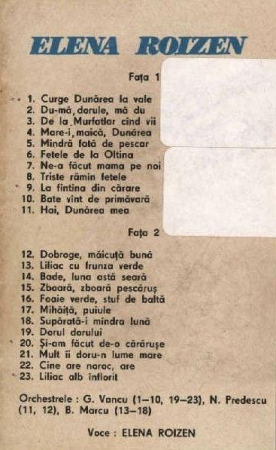 ELENA ROIZEN
Fața 1
1. Curge Dunărea la vale
2. Du-mă, dorule, mă du
3. De la Murfatlar cînd vii
4. Mare-i, maică, Dunărea
5. Mîndră fată de pescar
6. Fetele de la Oltina
7. Ne-a făcut mama pe noi
8. Triste rămîn fetele
9. La fîntîna din cărare
10. Bate vînt de primăvară
11. Hai, Dunărea mea
Fața 2
12. Dobroge, măicuță bună
13. Liliac cu frunza verde
14. Bade, luna astă seară
15. Zboară, zboară pescăruș
16. Foaie verde, stuf de baltă
17. Mihăiță, puiule
18. Supărată-i mîndra lună
19. Dorul dorului
20. Și-am făcut de-o cărărușe
21. Mult îi doru-n lume mare
22. Cine are noroc, are
23. Liliac alb înflorit
Orchestrele : G. Vancu (1—10, 19—23), N. Predescu
(11, 12), B. Marcu (13—18)
Voce : ELENA ROIZEN